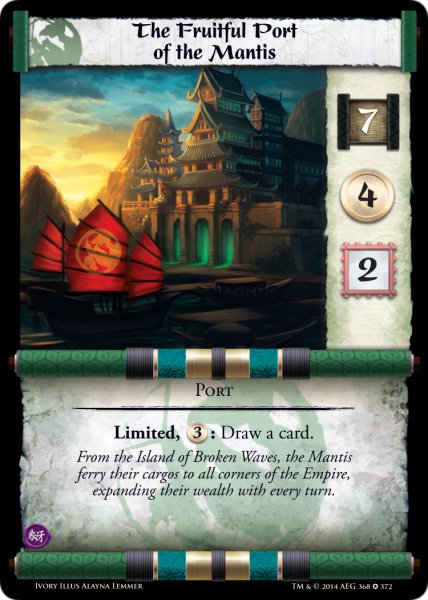 The Fruitful Port
of the Mantis
7
4
2
Port
Limited, 3 : Draw a card.
From the Island of Broken Waves, the Mantis
ferry their cargos to all corners of the Empire,
expanding their wealth with every turn.
Ivory Illus Alayna Lemmer
TM & © 2014 AEG 368 ✪ 372